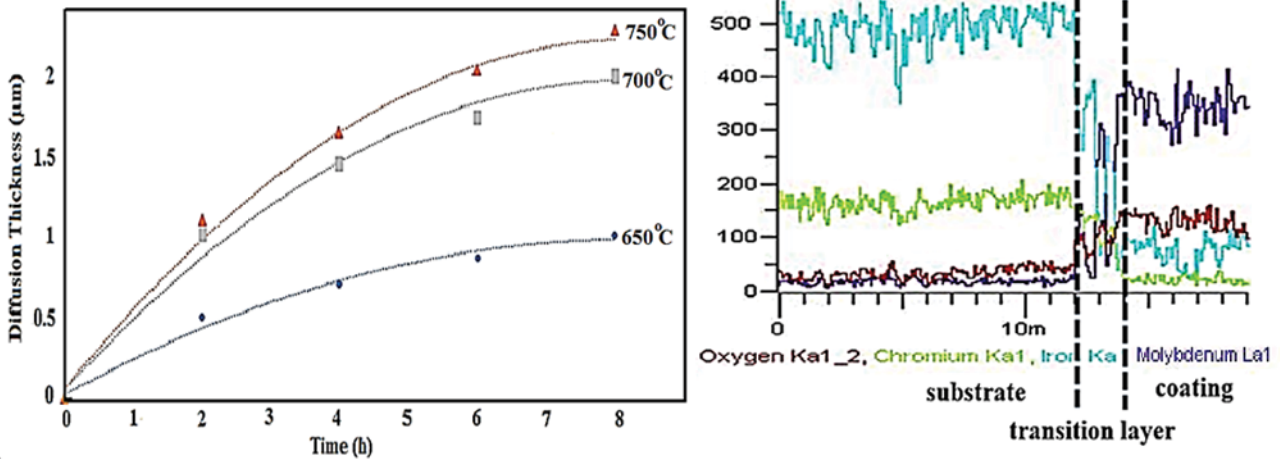 Diffusion Thickness (µm)
2
1.5
1
0.5
0
750°C
700°C
650°C
0 1 2 3 4 5 6 7 8
Time (h)
500
400
300
200
100
0
0 10m
Oxygen Ka1_2, Chromium Ka1, Iron Ka Molybdenum La1
substrate coating
transition layer